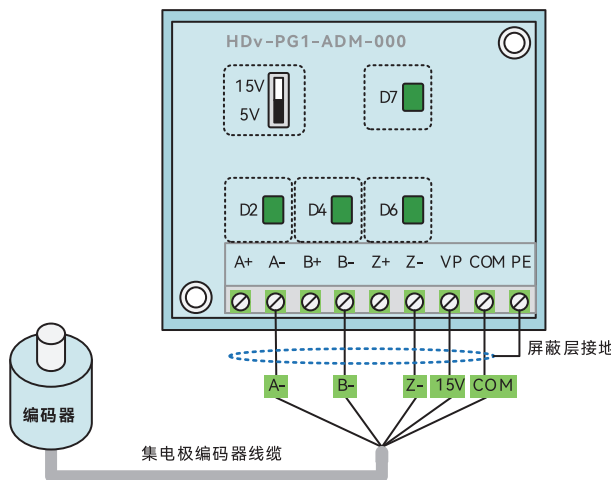 HDv-PG1-ADM-000
15V
5V
D7
D2 D4 D6
A+ A- B+ B- Z+ Z- VP COM PE
屏蔽层接地
A- B- Z- 15V COM
编码器
集电极编码器线缆